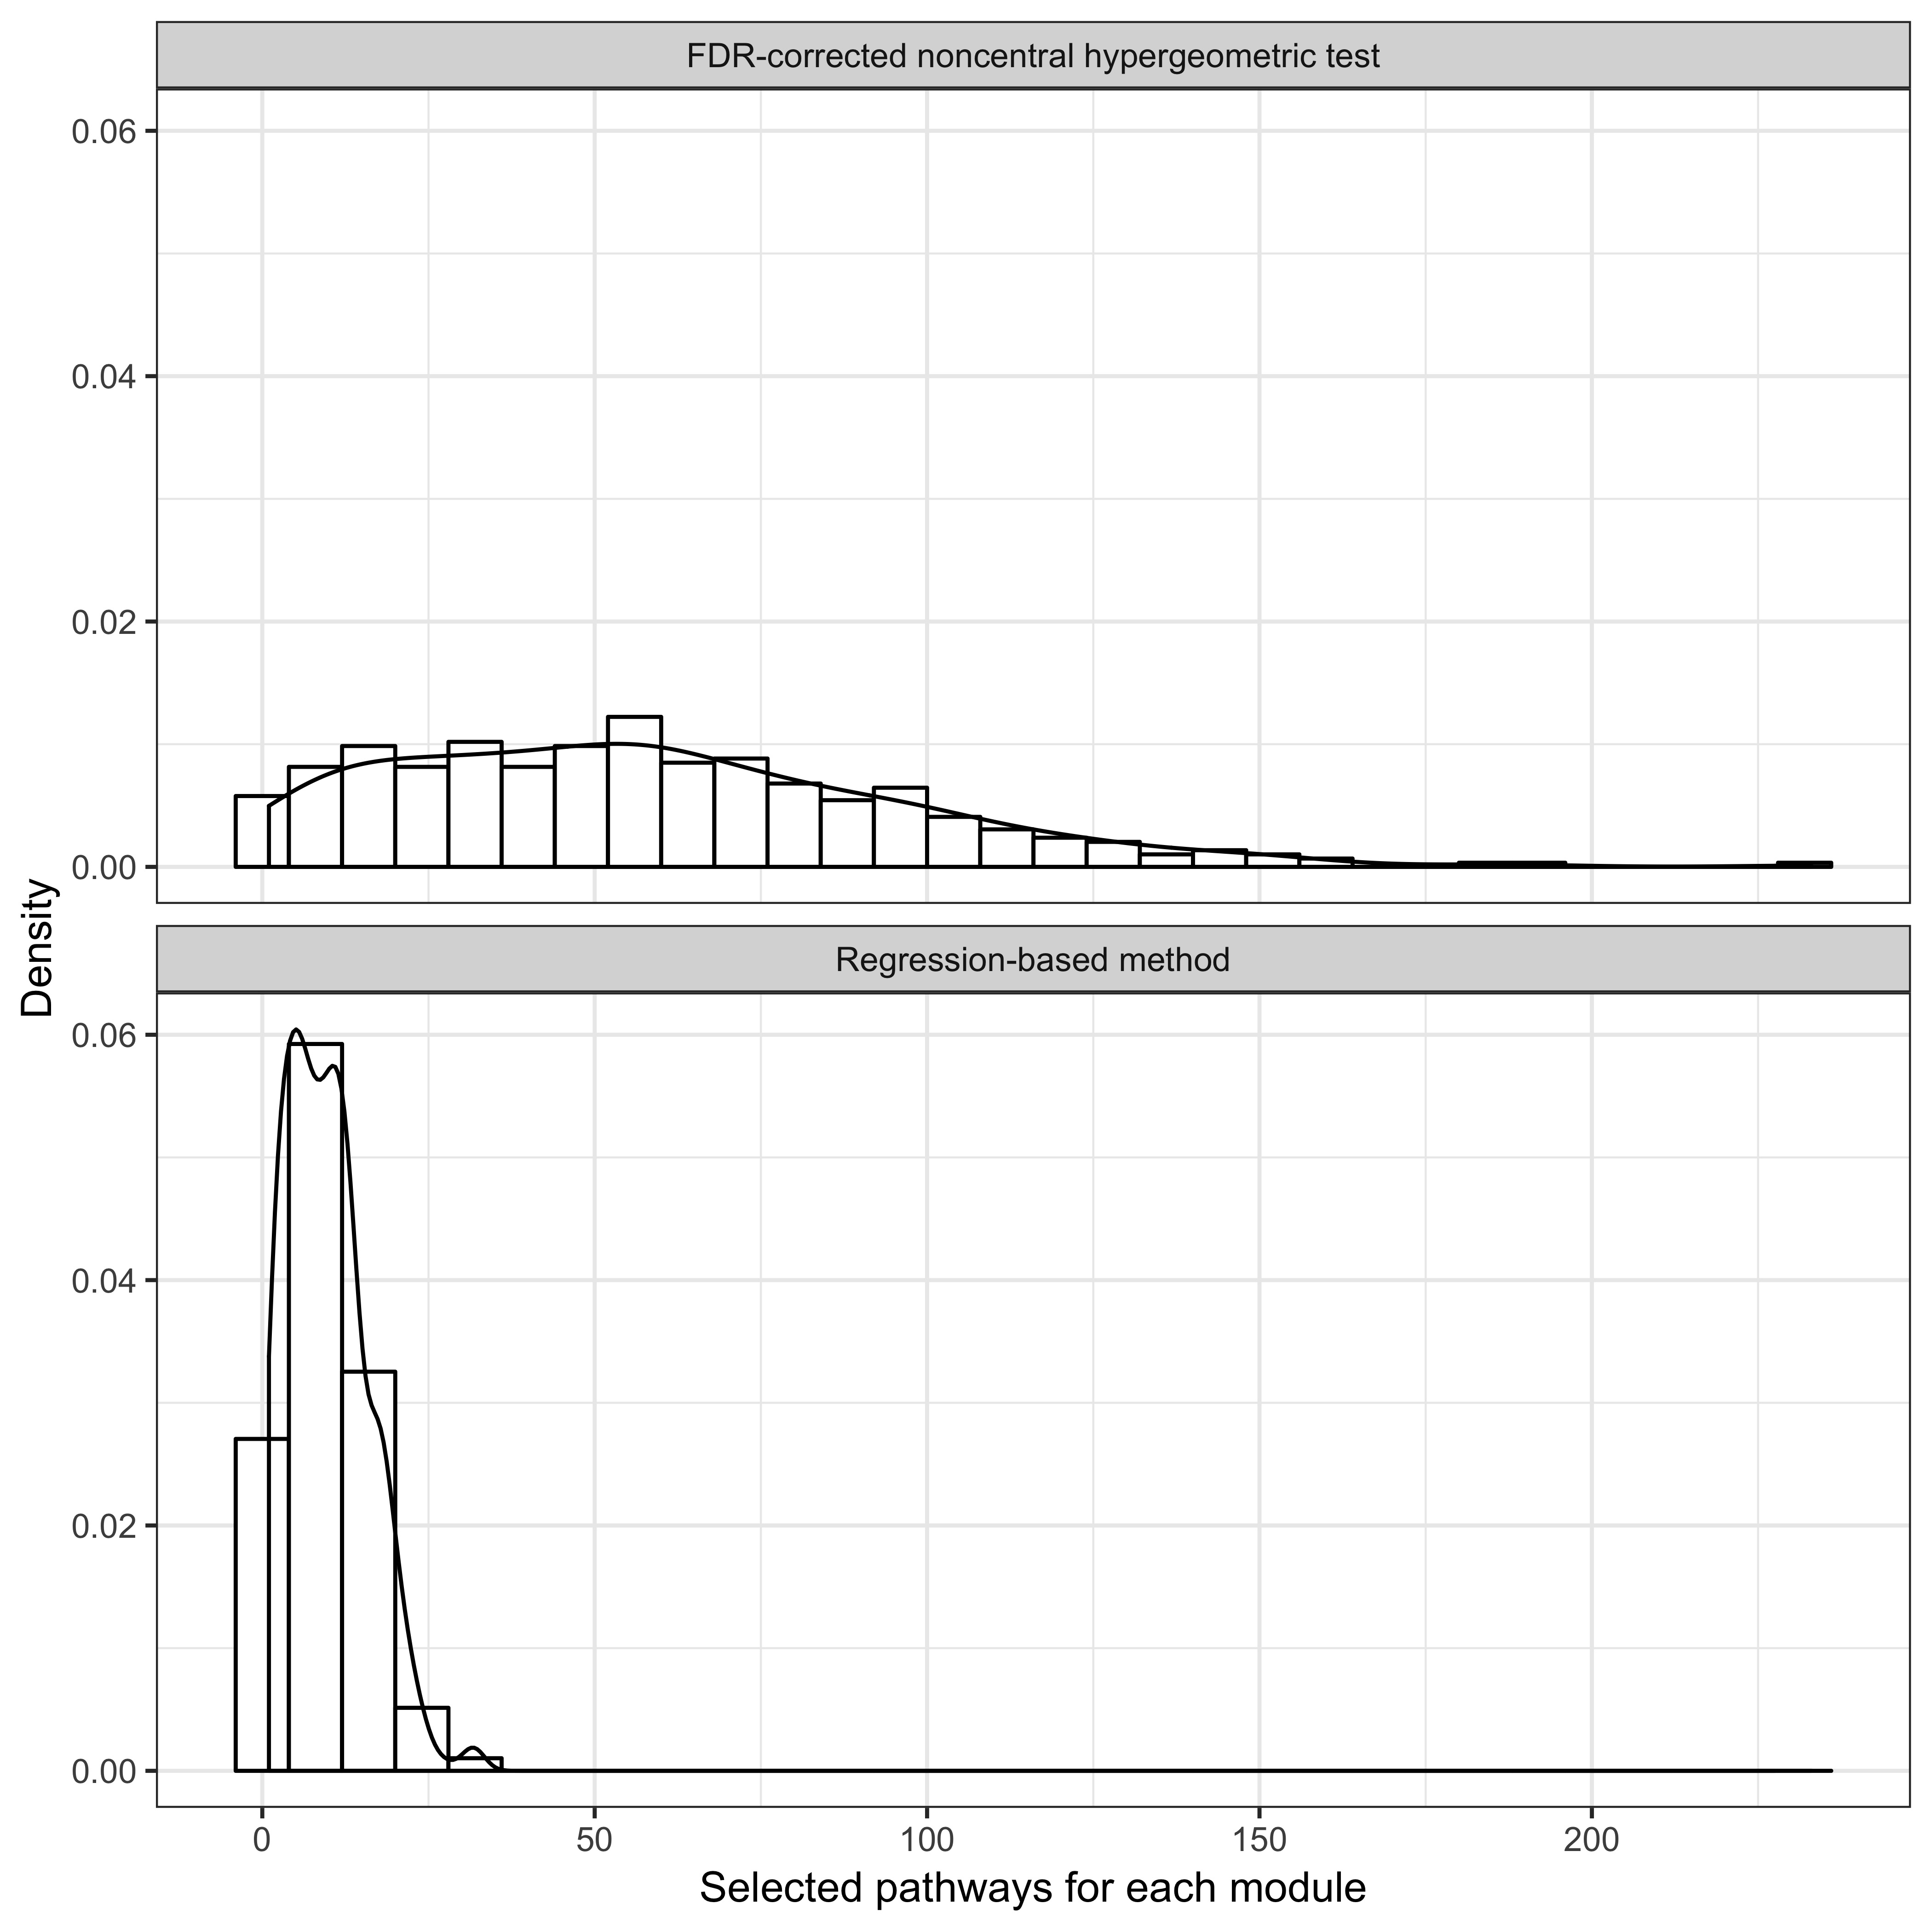 FDR-corrected noncentral hypergeometric test
0.06
0.04
0.02
0.00
Density
Regression-based method
0.06
0.04
0.02
0.00
0 50 100 150 200
Selected pathways for each module